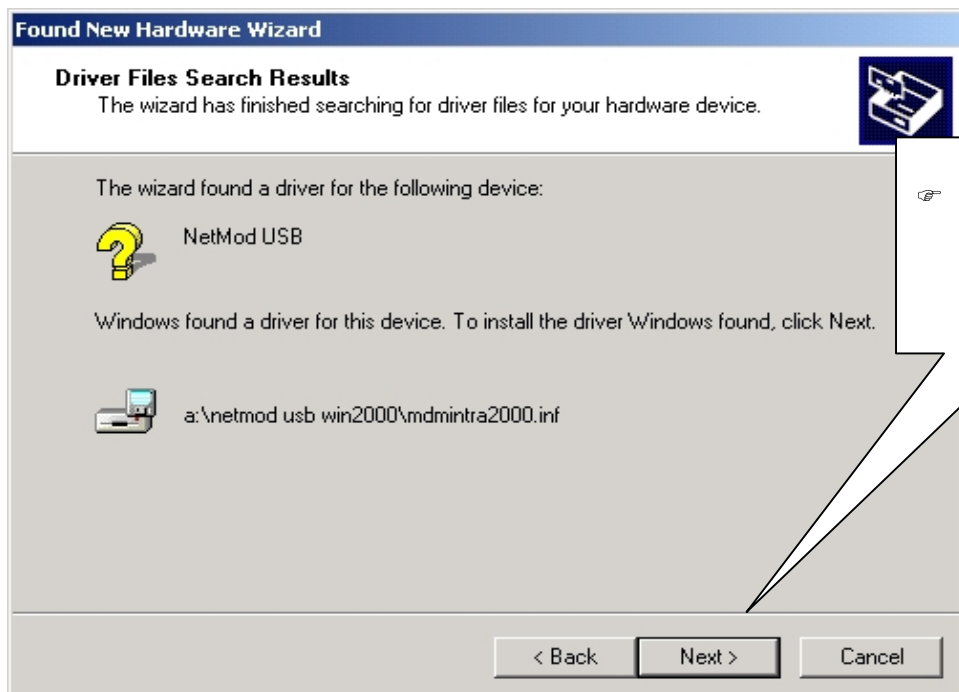 Found New Hardware Wizard
Driver Files Search Results
The wizard has finished searching for driver files for your hardware device.
The wizard found a driver for the following device:
NetMod USB
Windows found a driver for this device. To install the driver Windows found, click Next.
a:\netmod usb win2000\mdmintra2000.inf
< Back
Next >
Cancel